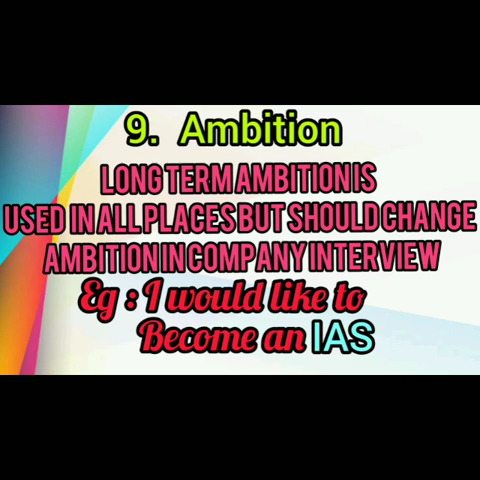 9. Ambition
LONG TERM AMBITION IS
USED IN ALL PLACES BUT SHOULD CHANGE
AMBITION IN COMPANY INTERVIEW
Eg : I would like to
Become an IAS